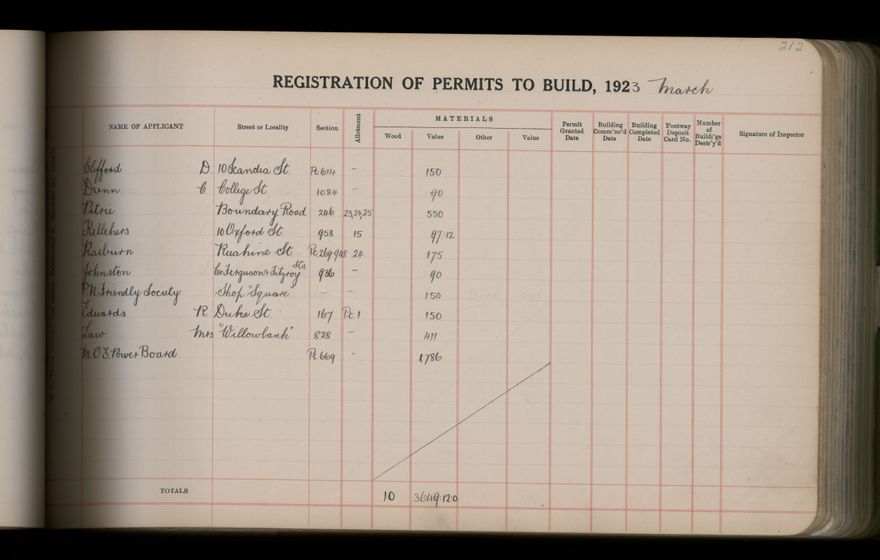 212
REGISTRATION OF PERMITS TO BUILD, 1923 March
NAME OF APPLICANT Street or Locality Section Allotment MATERIALS Wood Value Other Value Permit Granted Date Building Comm'nc'd Date Building Completed Date Footway Deposit Card No. Number of Buildi'gs Destr'y'd Signature of Inspector
Clifford D. 10 Scandia St. Pt 614 - 150
Dunn C. College St. 1084 - 90
Petrie Boundary Road 246 23,24,25 550
Kellehers 10 Oxford St. 958 15 97.12
Raeburn Ruahine St. Pt 269 948 24 175
Johnston Cr Ferguson & Fitzroy Sts 936 - 90
P N Friendly Society Shop "Square" - - 150
Edwards R. Duke St. 167 Pt 1 150
Law Mrs "Willowbank" 828 - 411
M.O.E Power Board Pt 669 - 1786
TOTALS 10 3649.12.0